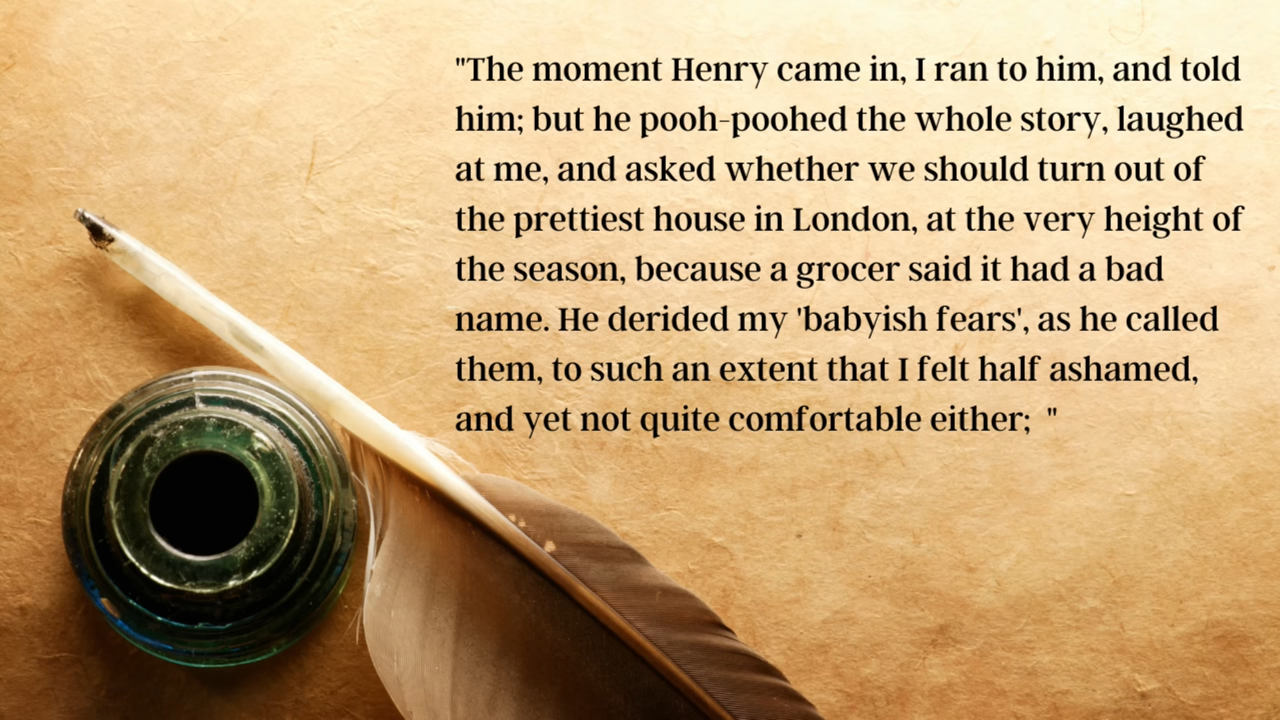 "The moment Henry came in, I ran to him, and told
him; but he pooh-poohed the whole story, laughed
at me, and asked whether we should turn out of
the prettiest house in London, at the very height of
the season, because a grocer said it had a bad
name. He derided my 'babyish fears', as he called
them, to such an extent that I felt half ashamed,
and yet not quite comfortable either;  "